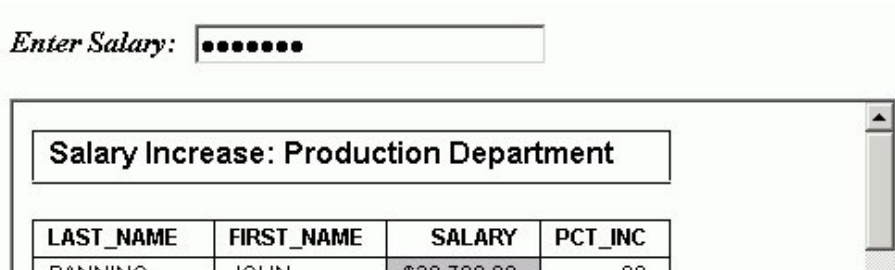 Enter Salary: ●●●●●●●
Salary Increase: Production Department
LAST_NAME FIRST_NAME SALARY PCT_INC